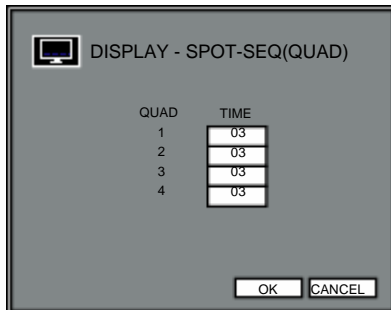 DISPLAY - SPOT-SEQ(QUAD)
QUAD TIME
1 03
2 03
3 03
4 03
OK CANCEL